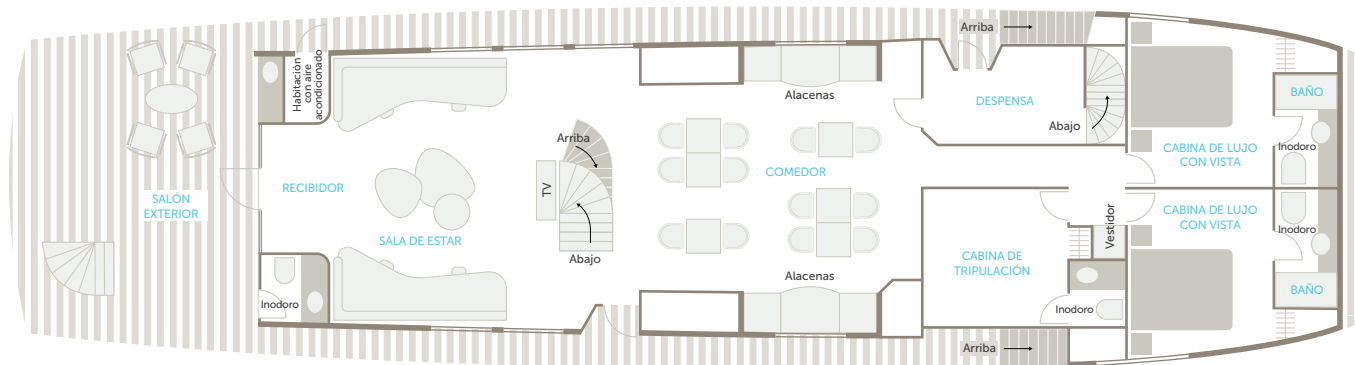 Habitación
con aire
acondicionado
SALÓN
EXTERIOR
RECIBIDOR
SALA DE ESTAR
Inodoro
TV
Arriba
Abajo
Alacenas
COMEDOR
Alacenas
Arriba
DESPENSA
Abajo
CABINA DE
TRIPULACIÓN
Vestidor
Inodoro
Arriba
CABINA DE LUJO
CON VISTA
BAÑO
Inodoro
CABINA DE LUJO
CON VISTA
Inodoro
BAÑO